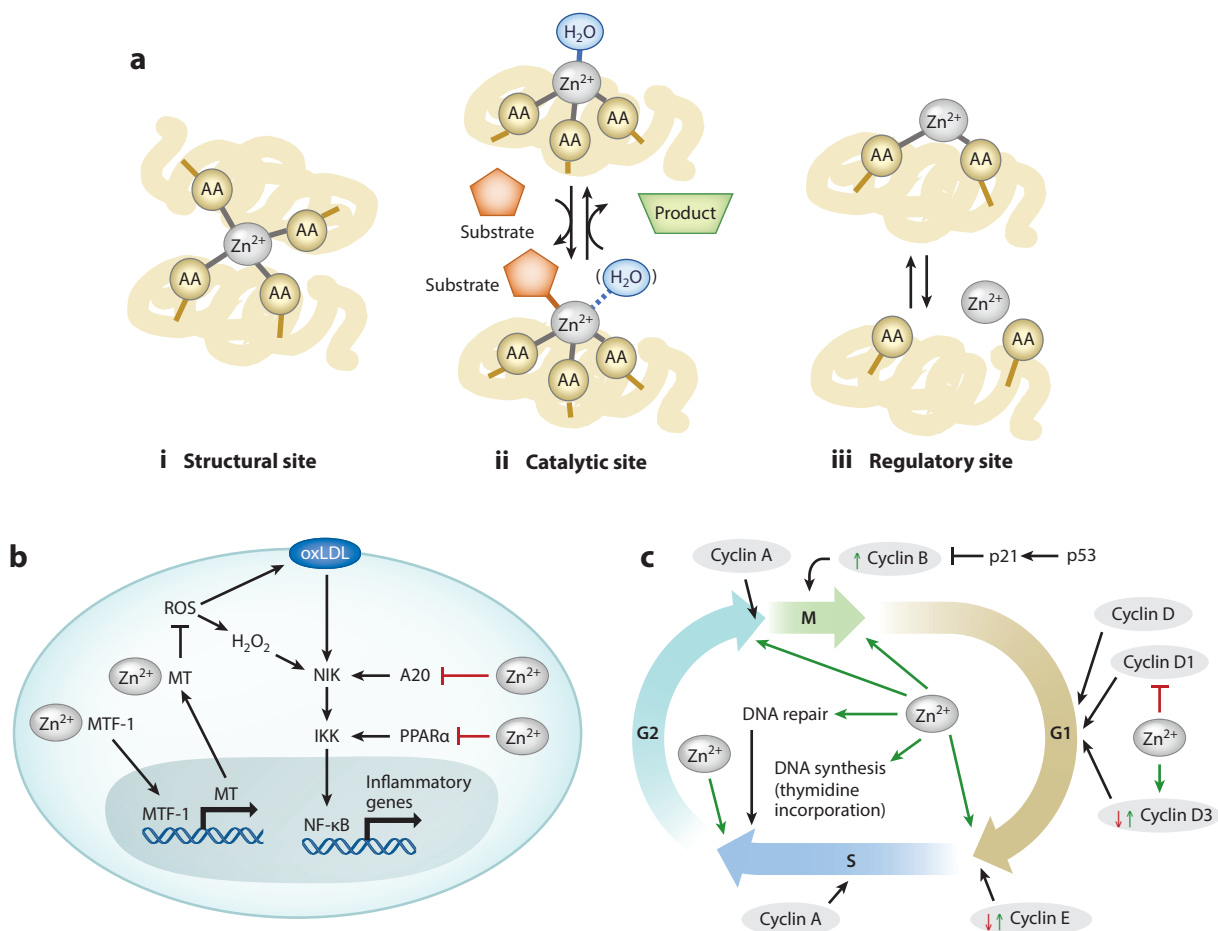 a
H₂O
Zn²⁺
AA
AA
AA
Zn²⁺
AA
AA
AA
AA
Zn²⁺
AA
AA
Substrate
Product
Substrate
(H₂O)
Zn²⁺
AA
AA
AA
Zn²⁺
AA
AA
i Structural site
ii Catalytic site
iii Regulatory site
b
oxLDL
ROS
H₂O₂
Zn²⁺ MT
NIK
A20
Zn²⁺
Zn²⁺ MTF-1
IKK
PPARα
Zn²⁺
MT
MTF-1
Inflammatory
genes
NF-κB
c
Cyclin A
↑ Cyclin B
p21
p53
M
Cyclin D
Cyclin D1
G2
Zn²⁺
DNA repair
Zn²⁺
G1
Zn²⁺
DNA synthesis
(thymidine
incorporation)
↓↑ Cyclin D3
S
Cyclin A
↓↑ Cyclin E